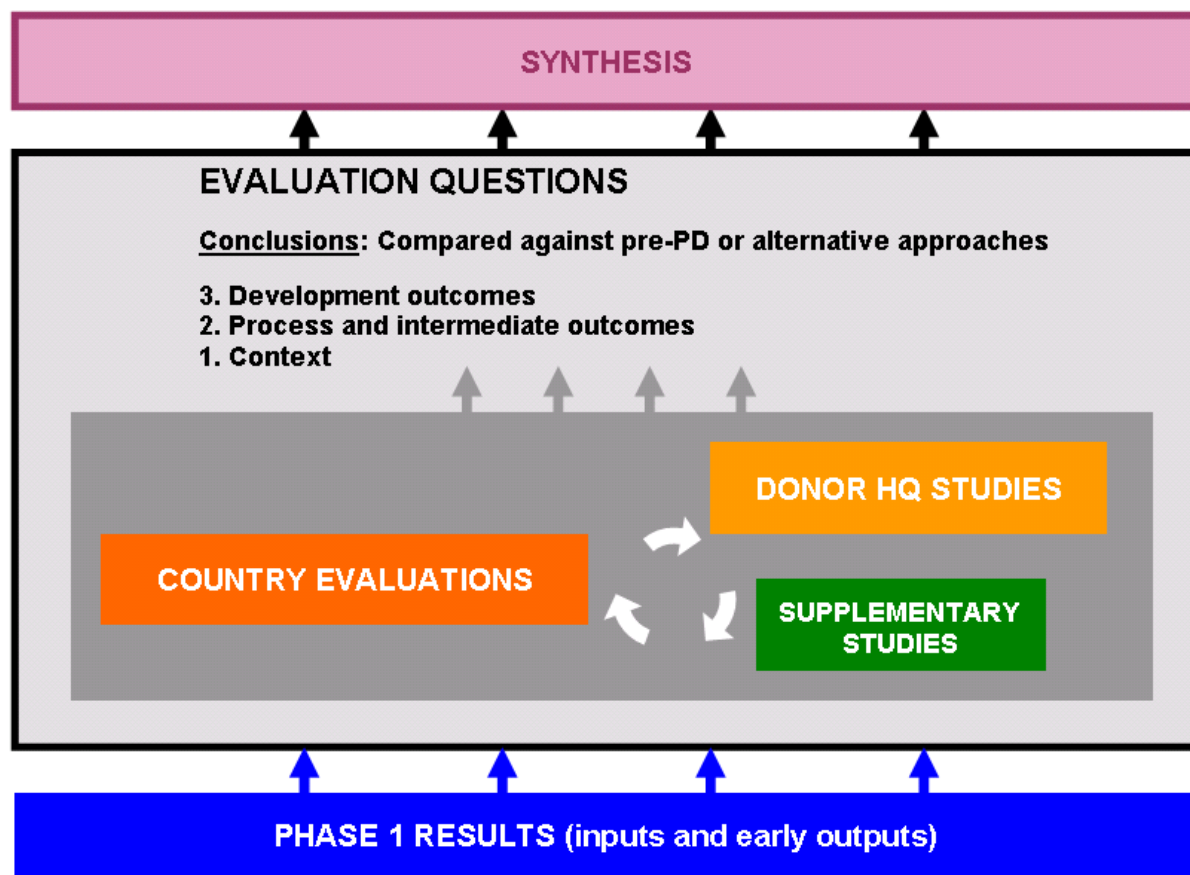 SYNTHESIS
EVALUATION QUESTIONS
Conclusions: Compared against pre-PD or alternative approaches
3. Development outcomes
2. Process and intermediate outcomes
1. Context
DONOR HQ STUDIES
COUNTRY EVALUATIONS
SUPPLEMENTARY
STUDIES
PHASE 1 RESULTS (inputs and early outputs)